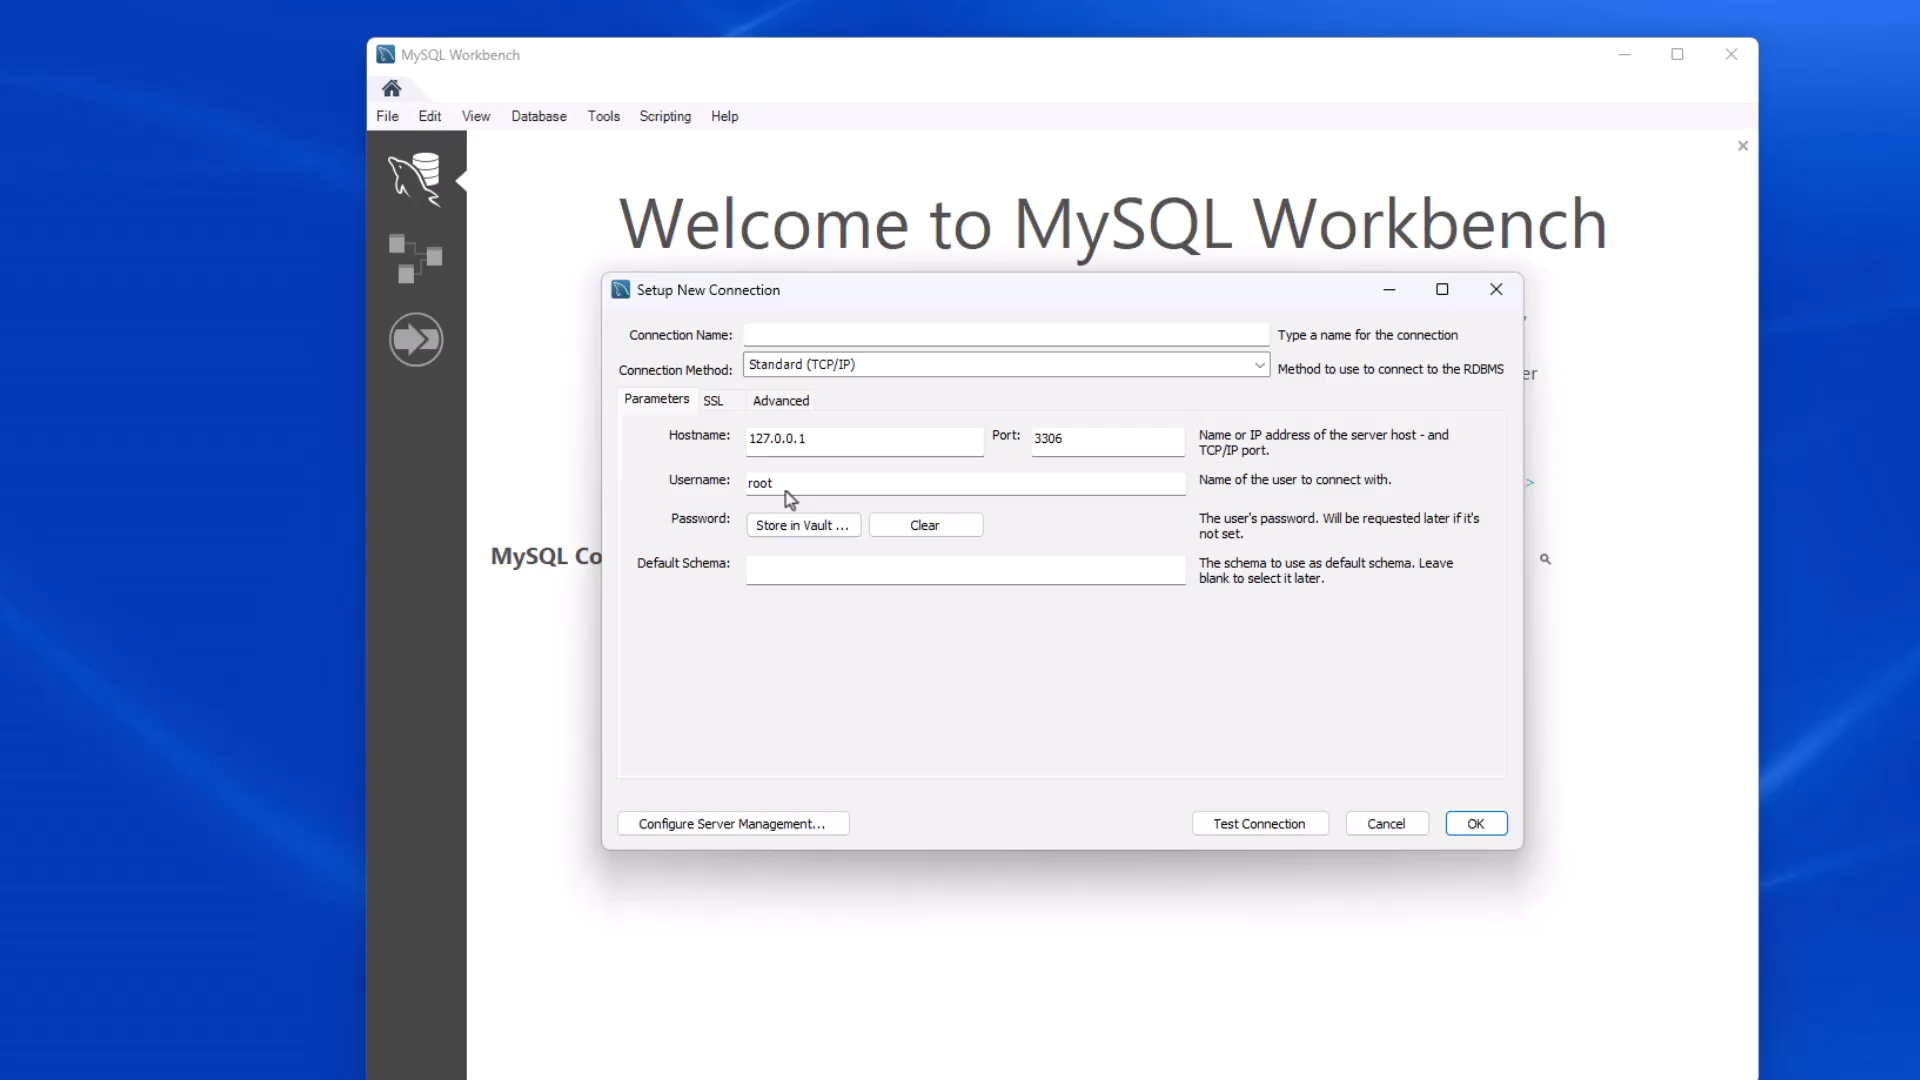 MySQL Workbench
File Edit View Database Tools Scripting Help
Welcome to MySQL Workbench
Setup New Connection
Connection Name: Type a name for the connection
Connection Method: Standard (TCP/IP) Method to use to connect to the RDBMS
er
Parameters SSL Advanced
Hostname: 127.0.0.1 Port: 3306 Name or IP address of the server host - and
TCP/IP port.
Username: root Name of the user to connect with.
>
Password: Store in Vault ... Clear The user's password. Will be requested later if it's
not set.
MySQL Co
Default Schema: The schema to use as default schema. Leave
blank to select it later.
Configure Server Management... Test Connection Cancel OK